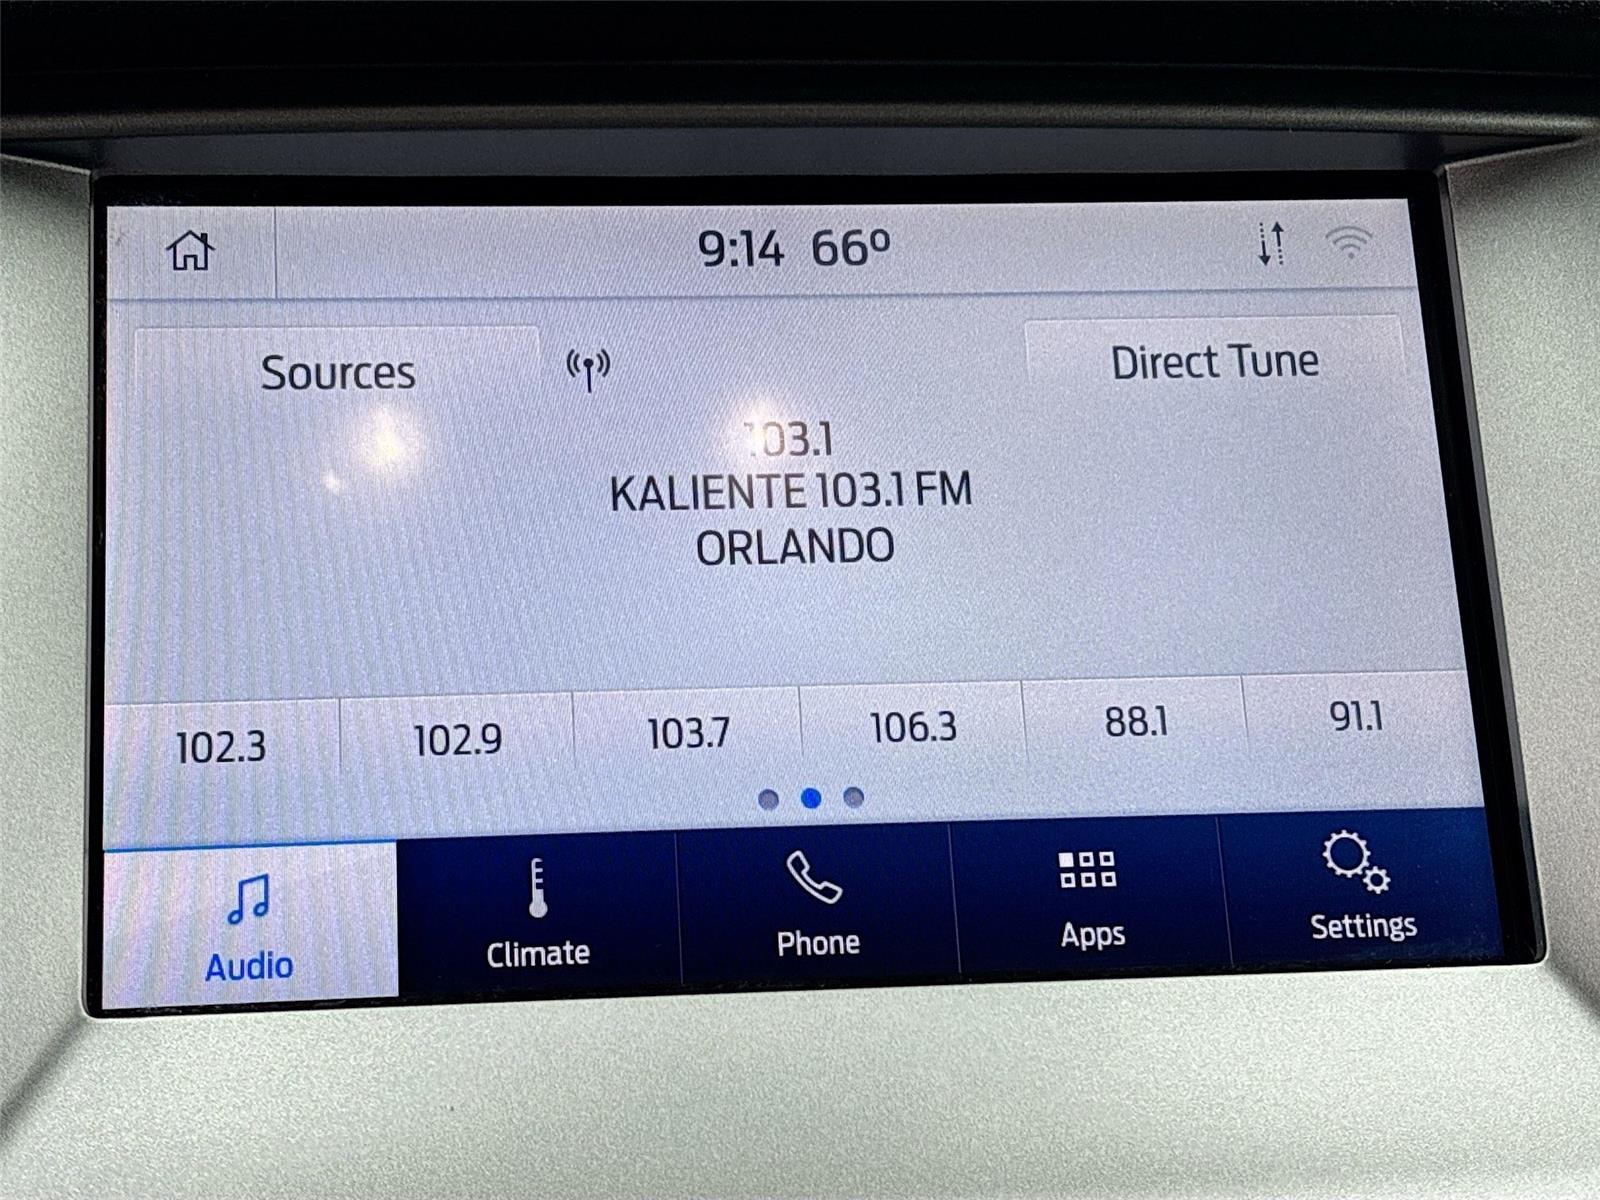 9:14 66°
Sources
Direct Tune
103.1
KALIENTE 103.1 FM
ORLANDO
102.3 102.9 103.7 106.3 88.1 91.1
Audio Climate Phone Apps Settings